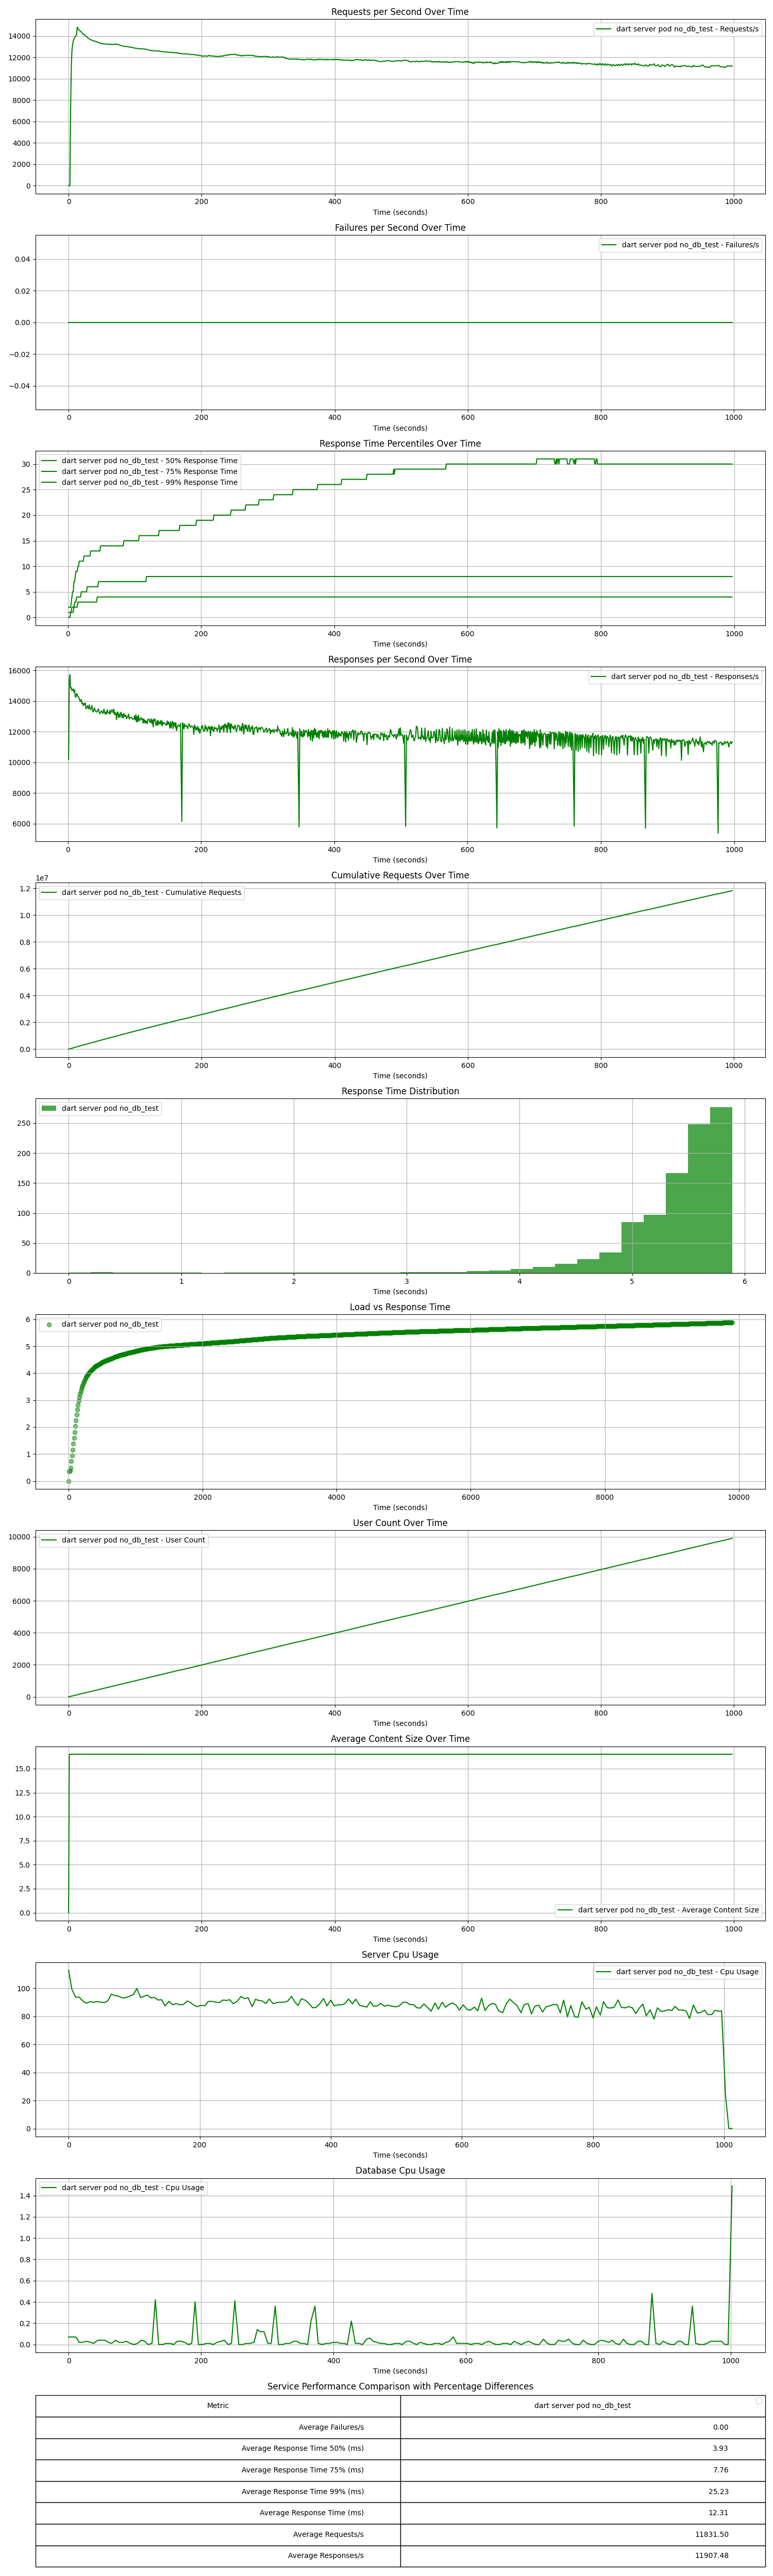 Requests per Second Over Time
dart server pod no_db_test - Requests/s
14000
12000
10000
8000
6000
4000
2000
0
0 200 400 600 800 1000
Time (seconds)
Failures per Second Over Time
dart server pod no_db_test - Failures/s
0.04
0.02
0.00
−0.02
−0.04
0 200 400 600 800 1000
Time (seconds)
Response Time Percentiles Over Time
dart server pod no_db_test - 50% Response Time
dart server pod no_db_test - 75% Response Time
dart server pod no_db_test - 99% Response Time
30
25
20
15
10
5
0
0 200 400 600 800 1000
Time (seconds)
Responses per Second Over Time
dart server pod no_db_test - Responses/s
16000
14000
12000
10000
8000
6000
0 200 400 600 800 1000
Time (seconds)
Cumulative Requests Over Time
1e7
dart server pod no_db_test - Cumulative Requests
1.2
1.0
0.8
0.6
0.4
0.2
0.0
0 200 400 600 800 1000
Time (seconds)
Response Time Distribution
dart server pod no_db_test
250
200
150
100
50
0
0 1 2 3 4 5 6
Time (seconds)
Load vs Response Time
dart server pod no_db_test
6
5
4
3
2
1
0
0 2000 4000 6000 8000 10000
Time (seconds)
User Count Over Time
dart server pod no_db_test - User Count
10000
8000
6000
4000
2000
0
0 200 400 600 800 1000
Time (seconds)
Average Content Size Over Time
15.0
12.5
10.0
7.5
5.0
2.5
0.0
dart server pod no_db_test - Average Content Size
0 200 400 600 800 1000
Time (seconds)
Server Cpu Usage
dart server pod no_db_test - Cpu Usage
100
80
60
40
20
0
0 200 400 600 800 1000
Time (seconds)
Database Cpu Usage
dart server pod no_db_test - Cpu Usage
1.4
1.2
1.0
0.8
0.6
0.4
0.2
0.0
0 200 400 600 800 1000
Time (seconds)
Service Performance Comparison with Percentage Differences
Metric dart server pod no_db_test
Average Failures/s 0.00
Average Response Time 50% (ms) 3.93
Average Response Time 75% (ms) 7.76
Average Response Time 99% (ms) 25.23
Average Response Time (ms) 12.31
Average Requests/s 11831.50
Average Responses/s 11907.48